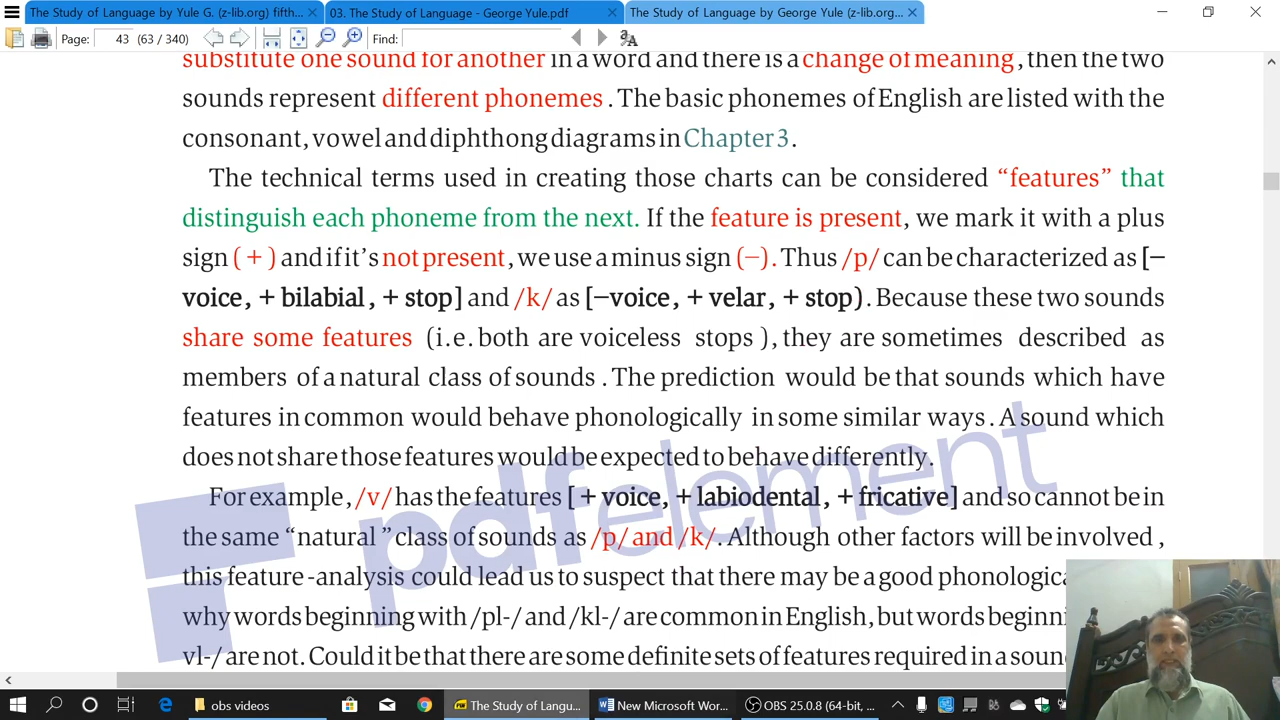 The Study of Language by Yule G. (z-lib.org) fifth...
03. The Study of Language - George Yule.pdf
The Study of Language by George Yule (z-lib.org...
Page: 43 (63 / 340) Find:
substitute one sound for another in a word and there is a change of meaning, then the two
sounds represent different phonemes. The basic phonemes of English are listed with the
consonant, vowel and diphthong diagrams in Chapter 3.
The technical terms used in creating those charts can be considered “features” that
distinguish each phoneme from the next. If the feature is present, we mark it with a plus
sign (+) and if it’s not present, we use a minus sign (−). Thus /p/ can be characterized as [−
voice, + bilabial, + stop] and /k/ as [−voice, + velar, + stop). Because these two sounds
share some features (i.e. both are voiceless stops), they are sometimes described as
members of a natural class of sounds. The prediction would be that sounds which have
features in common would behave phonologically in some similar ways. A sound which
does not share those features would be expected to behave differently.
For example, /v/ has the features [+ voice, + labiodental, + fricative] and so cannot be in
the same “natural” class of sounds as /p/ and /k/. Although other factors will be involved,
this feature-analysis could lead us to suspect that there may be a good phonologica
why words beginning with /pl-/ and /kl-/ are common in English, but words beginn
vl-/ are not. Could it be that there are some definite sets of features required in a soun
pdfelement
obs videos
The Study of Langu...
New Microsoft Wor...
OBS 25.0.8 (64-bit, ...